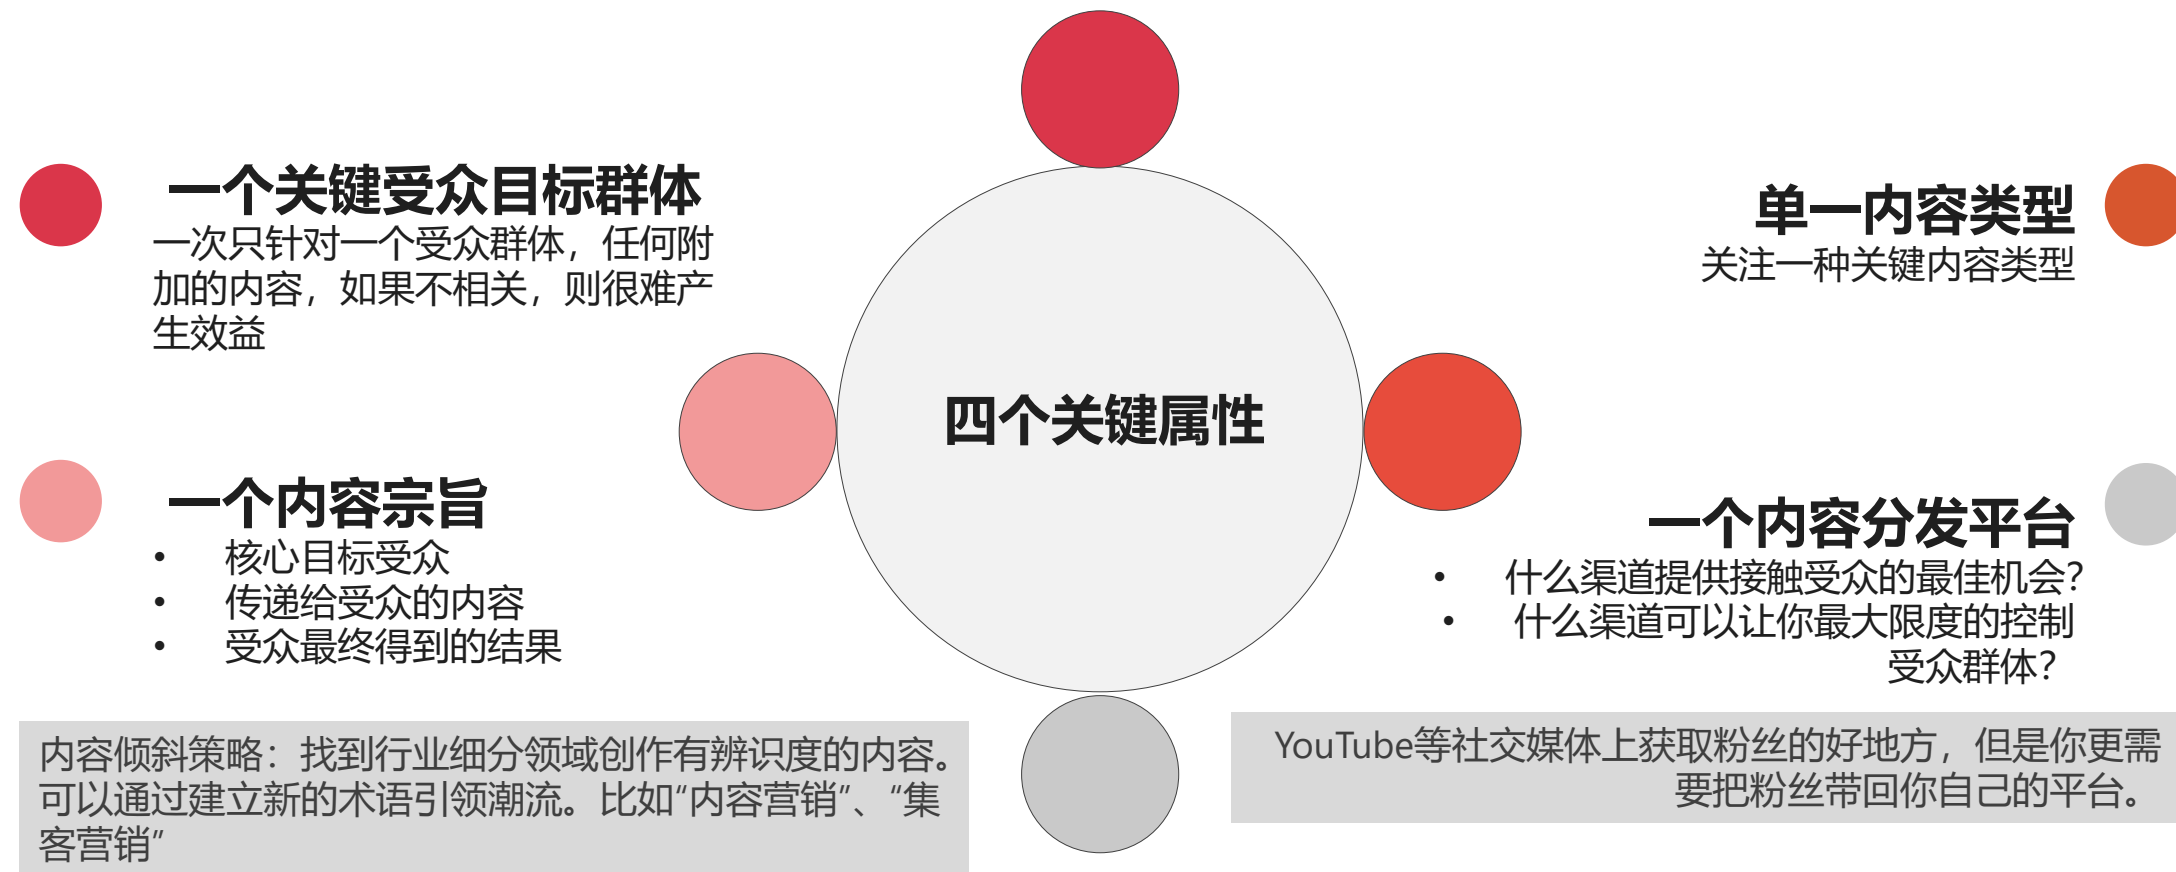 一个关键受众目标群体
一次只针对一个受众群体，任何附
加的内容，如果不相关，则很难产
生效益
单一内容类型
关注一种关键内容类型
四个关键属性
一个内容宗旨
• 核心目标受众
• 传递给受众的内容
• 受众最终得到的结果
一个内容分发平台
• 什么渠道提供接触受众的最佳机会？
• 什么渠道可以让你最大限度的控制
受众群体？
内容倾斜策略：找到行业细分领域创作有辨识度的内容。
可以通过建立新的术语引领潮流。比如“内容营销”、“集
客营销”
YouTube等社交媒体上获取粉丝的好地方，但是你更需
要把粉丝带回你自己的平台。